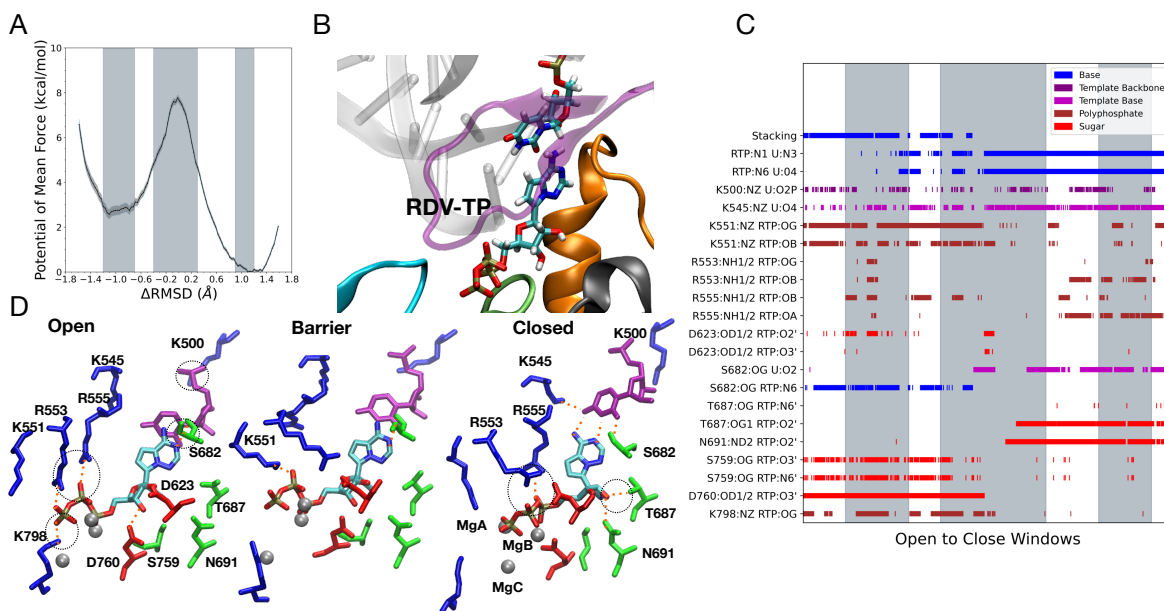 A
Potential of Mean Force (kcal/mol)
10
8
6
4
2
0
-1.8 -1.4 -1.0 -0.6 -0.2 0.2 0.6 1.0 1.4 1.8
ΔRMSD (Å)
B
RDV-TP
C
Base
Template Backbone
Template Base
Polyphosphate
Sugar
Stacking
RTP:N1 U:N3
RTP:N6 U:04
K500:NZ U:O2P
K545:NZ U:O4
K551:NZ RTP:OG
K551:NZ RTP:OB
R553:NH1/2 RTP:OG
R553:NH1/2 RTP:OB
R555:NH1/2 RTP:OB
R555:NH1/2 RTP:OA
D623:OD1/2 RTP:O2'
D623:OD1/2 RTP:O3'
S682:OG U:O2
S682:OG RTP:N6
T687:OG RTP:N6'
T687:OG1 RTP:O2'
N691:ND2 RTP:O2'
S759:OG RTP:O3'
S759:OG RTP:N6'
D760:OD1/2 RTP:O3'
K798:NZ RTP:OG
Open to Close Windows
D
Open
K500
K545
R553
R555
K551
S682
D623
T687
K798
D760
S759
N691
Barrier
K551
Closed
K500
K545
R553
R555
S682
T687
MgA
MgB
N691
MgC